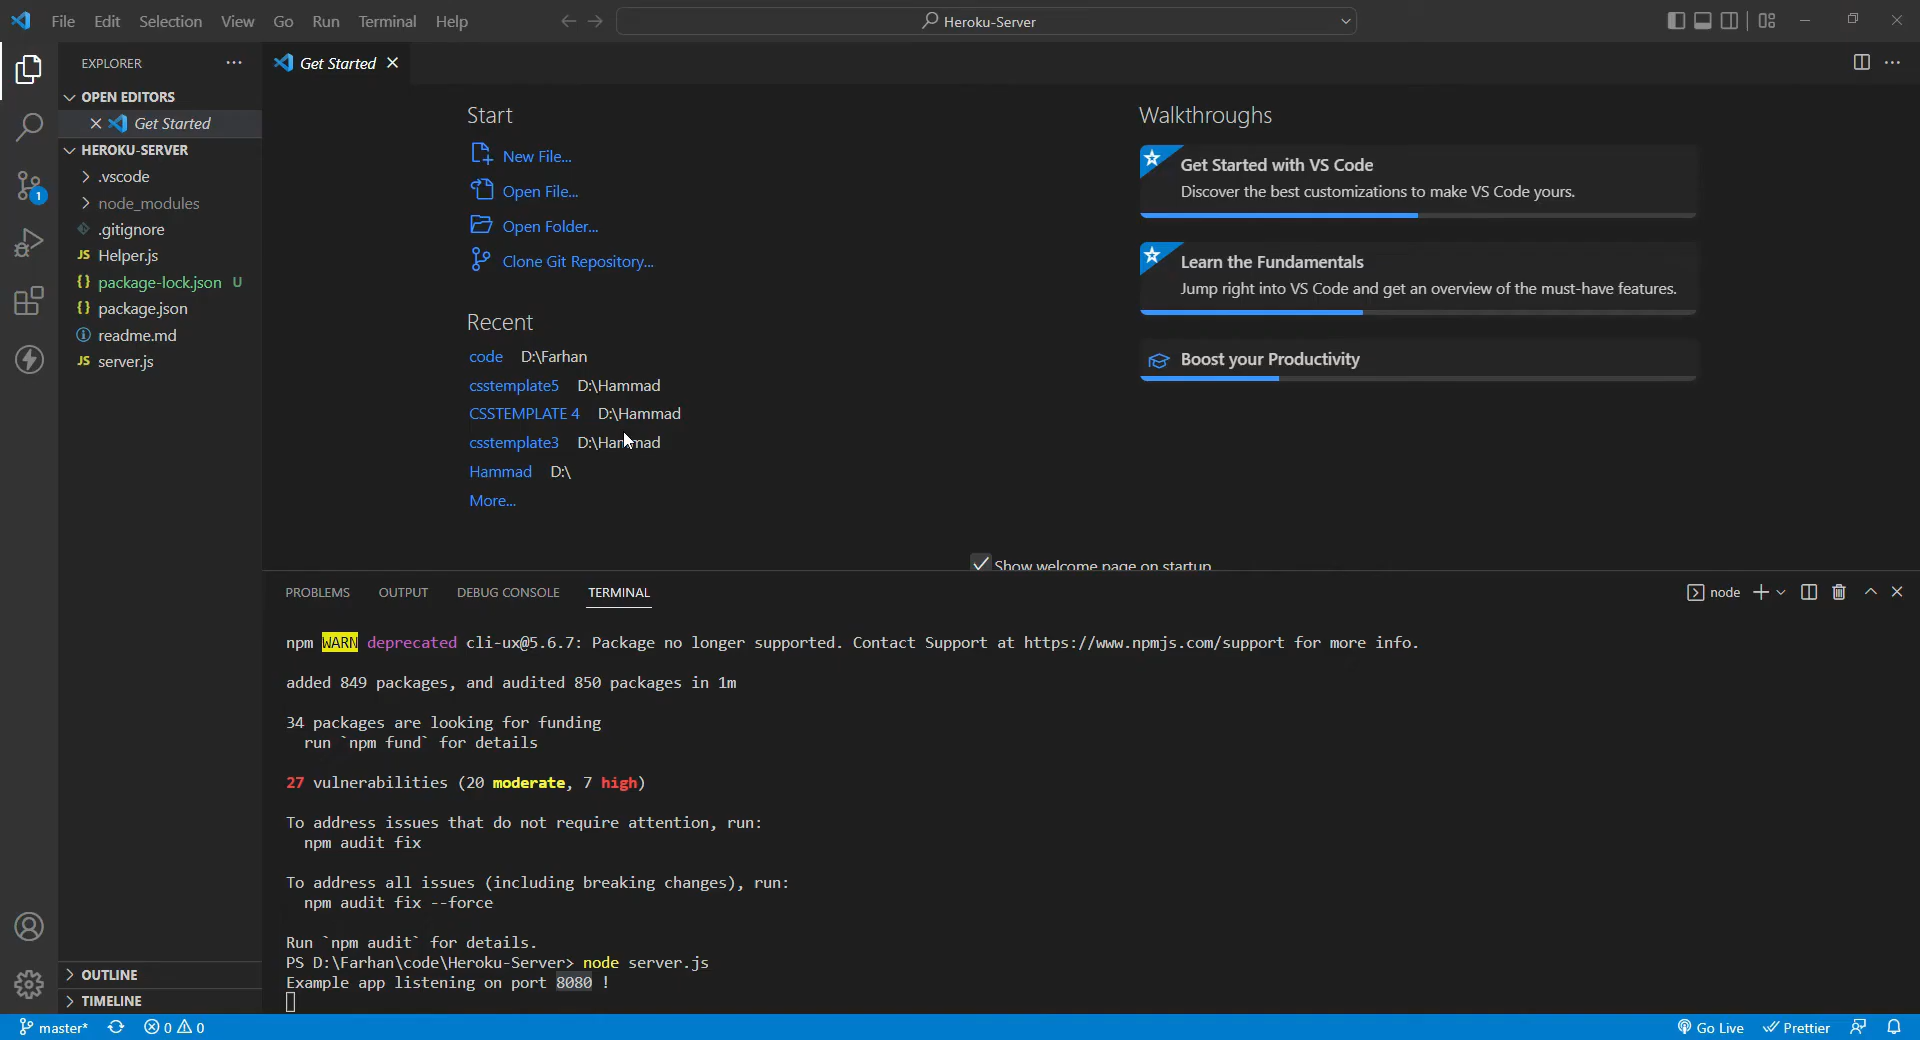 File Edit Selection View Go Run Terminal Help
Heroku-Server
EXPLORER
OPEN EDITORS
Get Started
HEROKU-SERVER
.vscode
node_modules
.gitignore
JS Helper.js
{} package-lock.json U
{} package.json
readme.md
JS server.js
OUTLINE
TIMELINE
1
Get Started
Start
New File...
Open File...
Open Folder...
Clone Git Repository...
Recent
code D:\Farhan
csstemplate5 D:\Hammad
CSSTEMPLATE 4 D:\Hammad
csstemplate3 D:\Hammad
Hammad D:\
More...
Walkthroughs
Get Started with VS Code
Discover the best customizations to make VS Code yours.
Learn the Fundamentals
Jump right into VS Code and get an overview of the must-have features.
Boost your Productivity
Show welcome page on startup
PROBLEMS OUTPUT DEBUG CONSOLE TERMINAL
node
npm WARN deprecated cli-ux@5.6.7: Package no longer supported. Contact Support at https://www.npmjs.com/support for more info.
added 849 packages, and audited 850 packages in 1m
34 packages are looking for funding
run `npm fund` for details
27 vulnerabilities (20 moderate, 7 high)
To address issues that do not require attention, run:
npm audit fix
To address all issues (including breaking changes), run:
npm audit fix --force
Run `npm audit` for details.
PS D:\Farhan\code\Heroku-Server> node server.js
Example app listening on port 8080 !
master* 0 0 Go Live Prettier